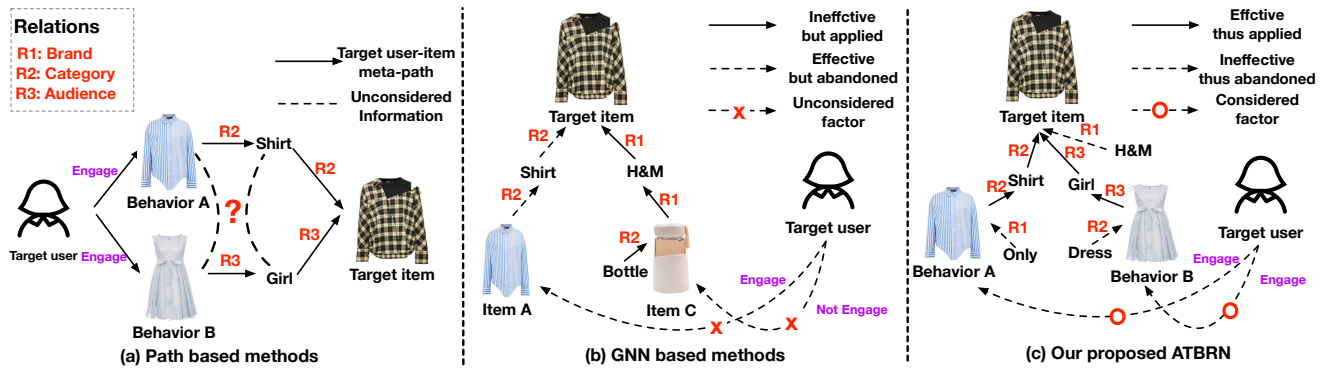 Relations
R1: Brand
R2: Category
R3: Audience
Target user-item
meta-path
Unconsidered
Information
R2
Shirt
R2
Engage
Behavior A
?
Target user
Engage
R3
Girl
R3
Target item
Behavior B
(a) Path based methods
Ineffctive
but applied
Effective
but abandoned
X
Unconsidered
factor
Target item
R2
R1
Shirt
H&M
R2
R1
R2
Bottle
Target user
Engage
Item A
Item C
Not Engage
X
X
(b) GNN based methods
Effctive
thus applied
Ineffective
thus abandoned
Considered
factor
Target item
R1
H&M
R2
R3
Shirt
Girl
R2
R3
R1
R2
Only
Dress
Target user
Behavior A
Behavior B
Engage
Engage
(c) Our proposed ATBRN